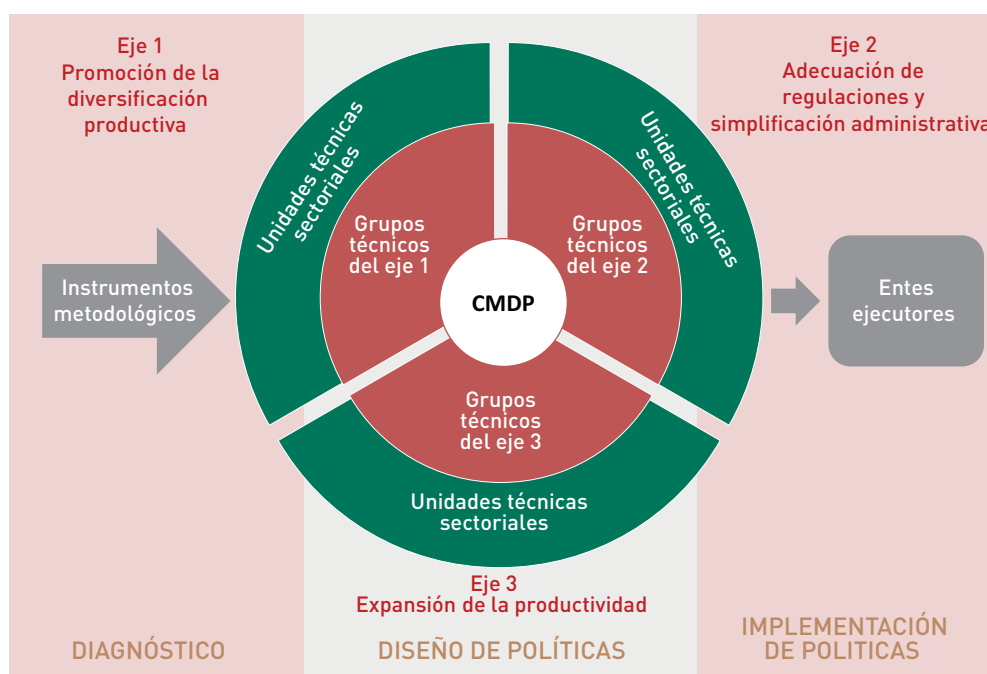 Eje 1
Promoción de la
diversificación
productiva
Eje 2
Adecuación de
regulaciones y
simplificación administrativa
Unidades técnicas
sectoriales
Unidades técnicas
sectoriales
Grupos
técnicos
del eje 1
Grupos
técnicos
del eje 2
Instrumentos
metodológicos
CMDP
Entes
ejecutores
Grupos
técnicos
del eje 3
Unidades técnicas
sectoriales
Eje 3
Expansión de la productividad
DIAGNÓSTICO
DISEÑO DE POLÍTICAS
IMPLEMENTACIÓN
DE POLITICAS